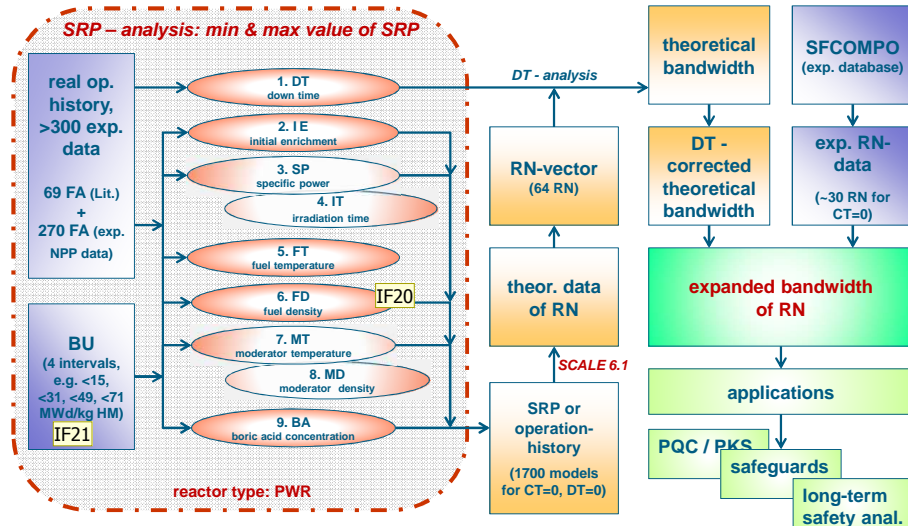 SRP – analysis: min & max value of SRP
real op.
history,
>300 exp.
data
69 FA (Lit.)
+
270 FA (exp.
NPP data)
BU
(4 intervals,
e.g. <15,
<31, <49, <71
MWd/kg HM)
IF21
1. DT
down time
2. IE
initial enrichment
3. SP
specific power
4. IT
irradiation time
5. FT
fuel temperature
6. FD
fuel density
IF20
7. MT
moderator temperature
8. MD
moderator density
9. BA
boric acid concentration
reactor type: PWR
DT - analysis
RN-vector
(64 RN)
theor. data
of RN
SCALE 6.1
SRP or
operation-
history
(1700 models
for CT=0, DT=0)
theoretical
bandwidth
DT -
corrected
theoretical
bandwidth
SFCOMPO
(exp. database)
exp. RN-
data
(~30 RN for
CT=0)
expanded bandwidth
of RN
applications
PQC / PKS
safeguards
long-term
safety anal.